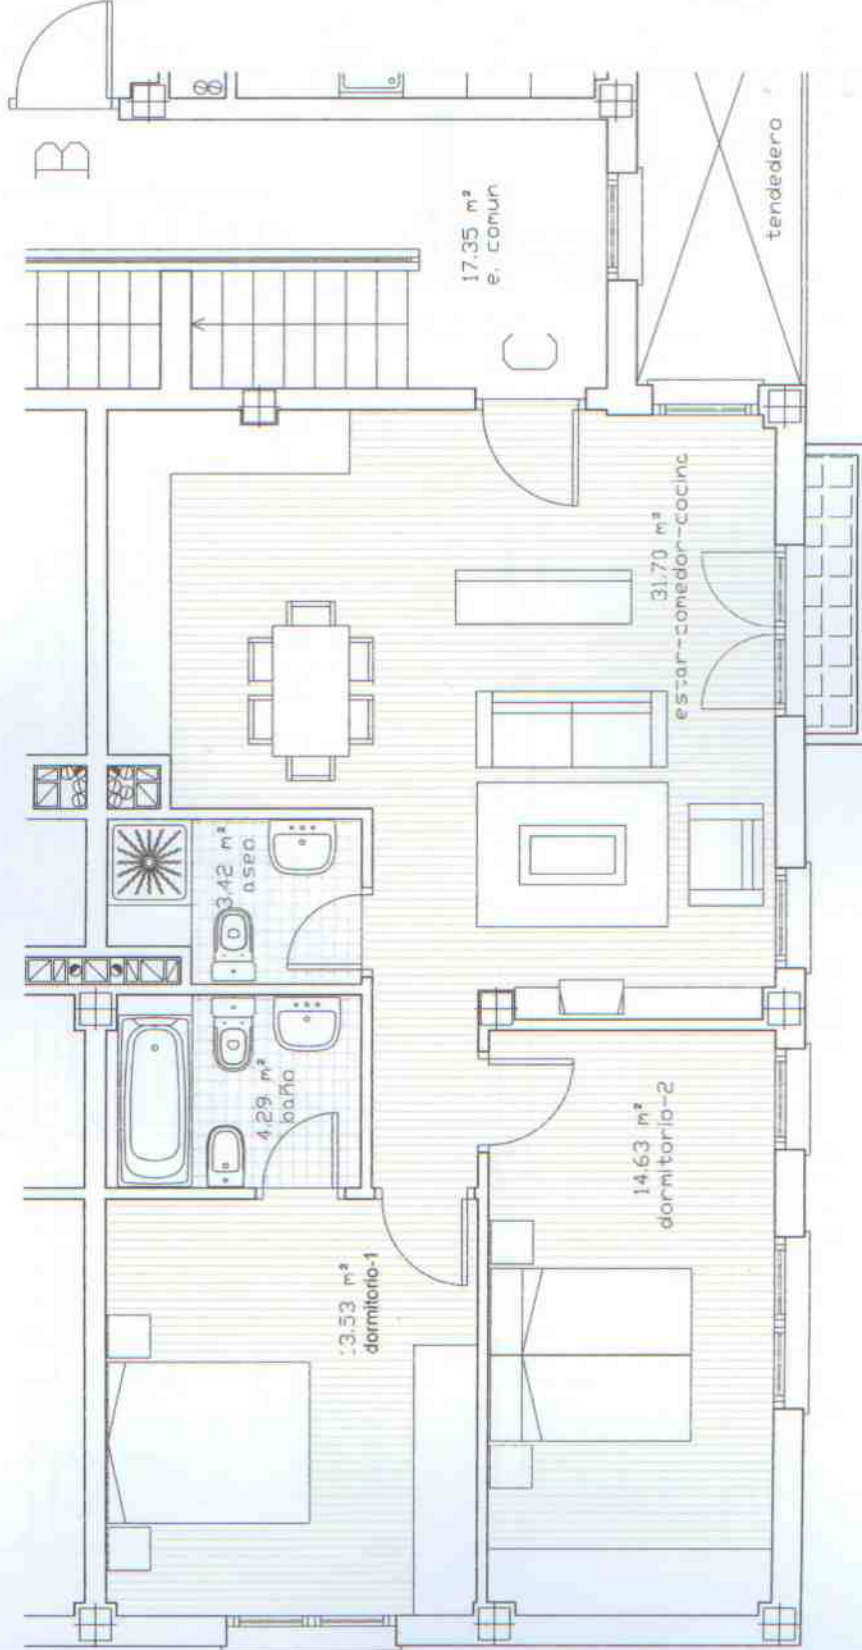 B
17.35 m²
e. comun
tendedero
C
31.70 m²
estar-comedor-cocina
3.42 m²
aseo
4.29 m²
baño
14.63 m²
dormitorio-2
13.53 m²
dormitorio-1